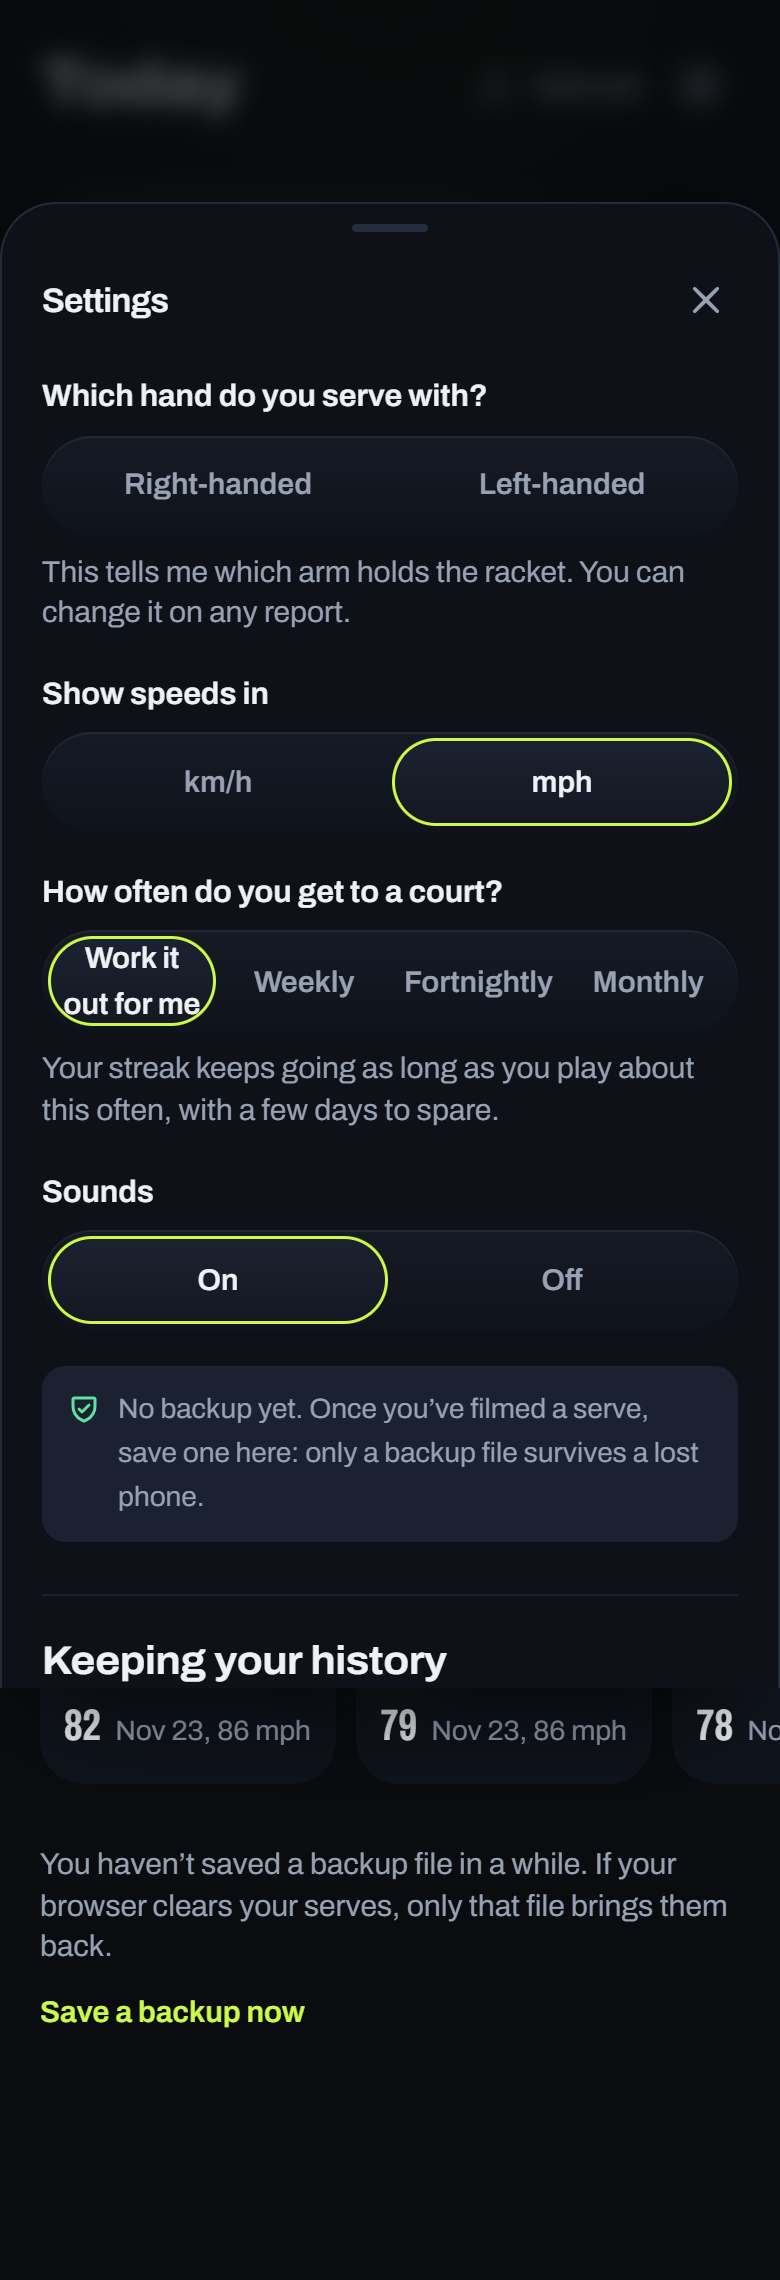 Today
Settings
Which hand do you serve with?
Right-handed Left-handed
This tells me which arm holds the racket. You can
change it on any report.
Show speeds in
km/h mph
How often do you get to a court?
Work it
out for me Weekly Fortnightly Monthly
Your streak keeps going as long as you play about
this often, with a few days to spare.
Sounds
On Off
No backup yet. Once you’ve filmed a serve,
save one here: only a backup file survives a lost
phone.
Keeping your history
82 Nov 23, 86 mph 79 Nov 23, 86 mph 78
You haven’t saved a backup file in a while. If your
browser clears your serves, only that file brings them
back.
Save a backup now